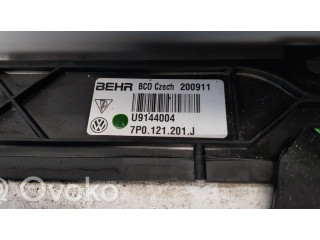 BEHR BCO Czech 200911
U9144004
7P0.121.201.J
© Ovoko